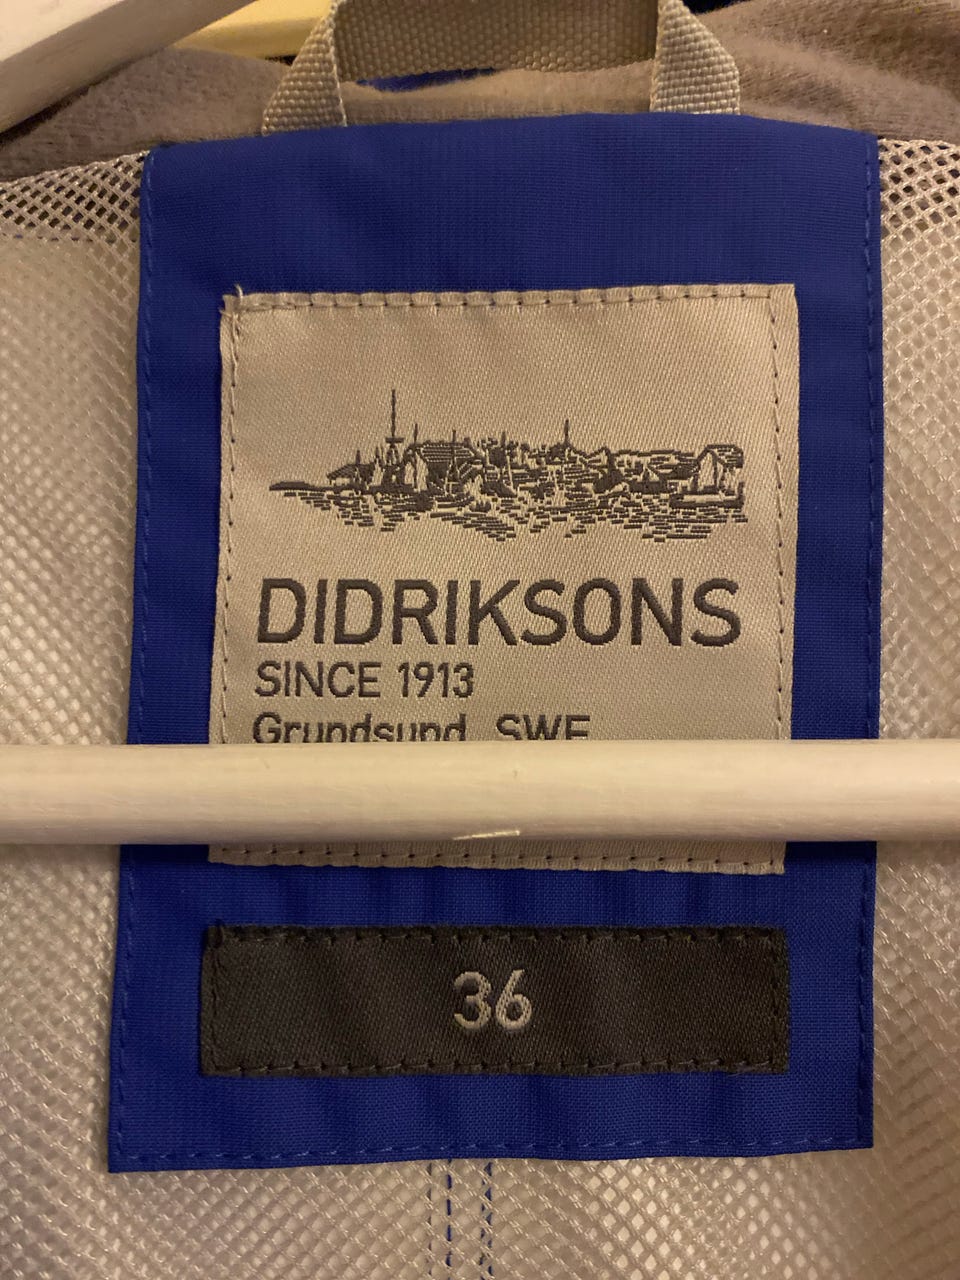 DIDRIKSONS
SINCE 1913
Grundsund, SWE
36